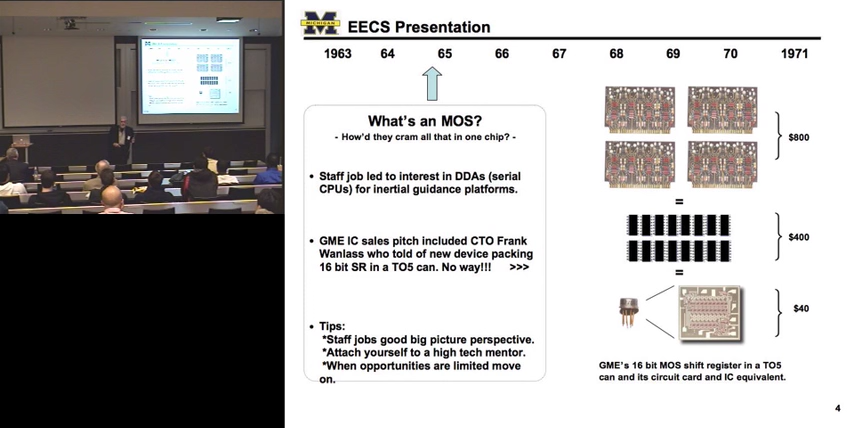 MICHIGAN
EECS Presentation
1963 64 65 66 67 68 69 70 1971
What's an MOS?
- How'd they cram all that in one chip? -
• Staff job led to interest in DDAs (serial
CPUs) for inertial guidance platforms.
• GME IC sales pitch included CTO Frank
Wanlass who told of new device packing
16 bit SR in a TO5 can. No way!!! >>>
• Tips:
*Staff jobs good big picture perspective.
*Attach yourself to a high tech mentor.
*When opportunities are limited move
on.
$800
=
$400
=
$40
GME's 16 bit MOS shift register in a TO5
can and its circuit card and IC equivalent.
4